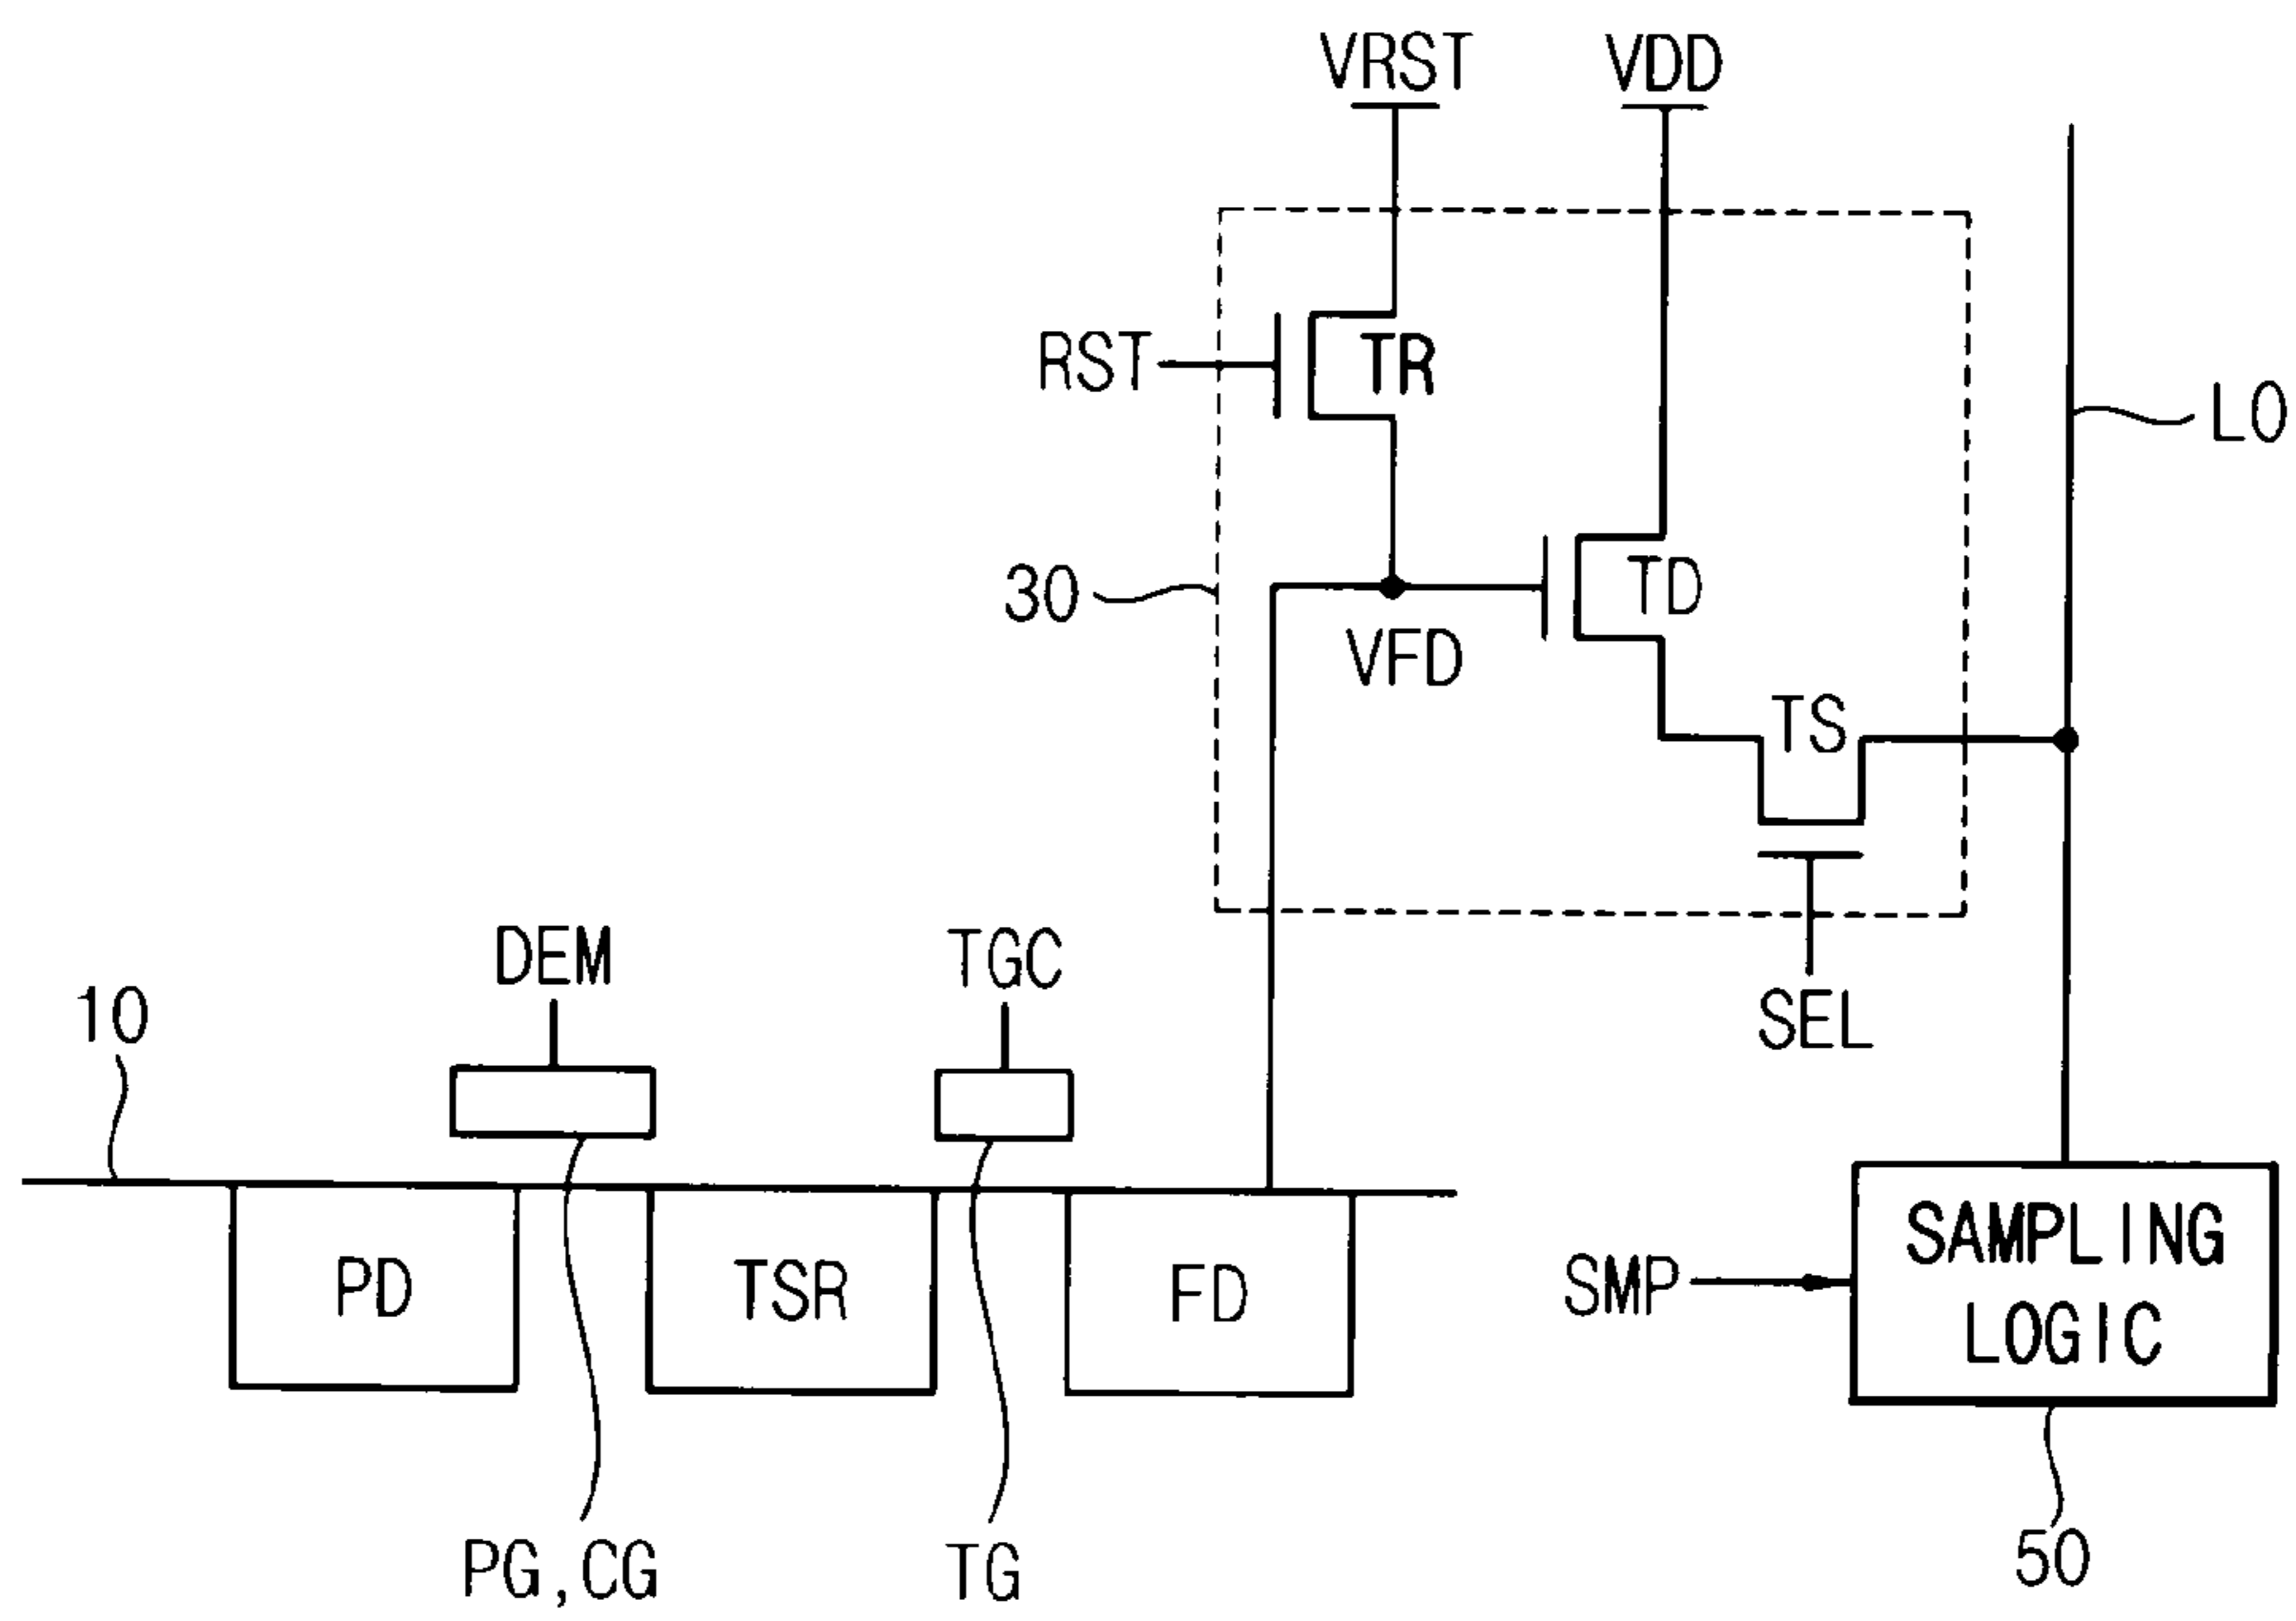 VRST
VDD
RST
TR
LO
30
TD
VFD
TS
DEM
TGC
10
SEL
PD
TSR
FD
SMP
SAMPLING
LOGIC
PG,CG
TG
50